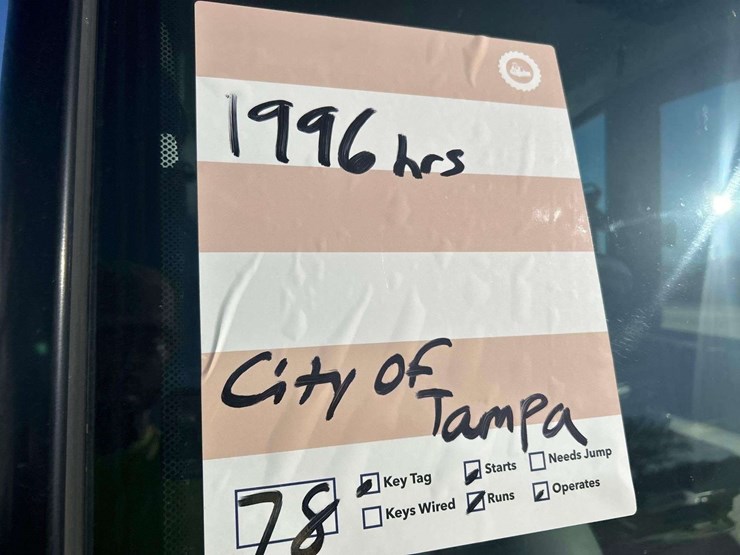 1996 hrs
City of
Tampa
78
Key Tag
Starts
Needs Jump
Keys Wired
Runs
Operates